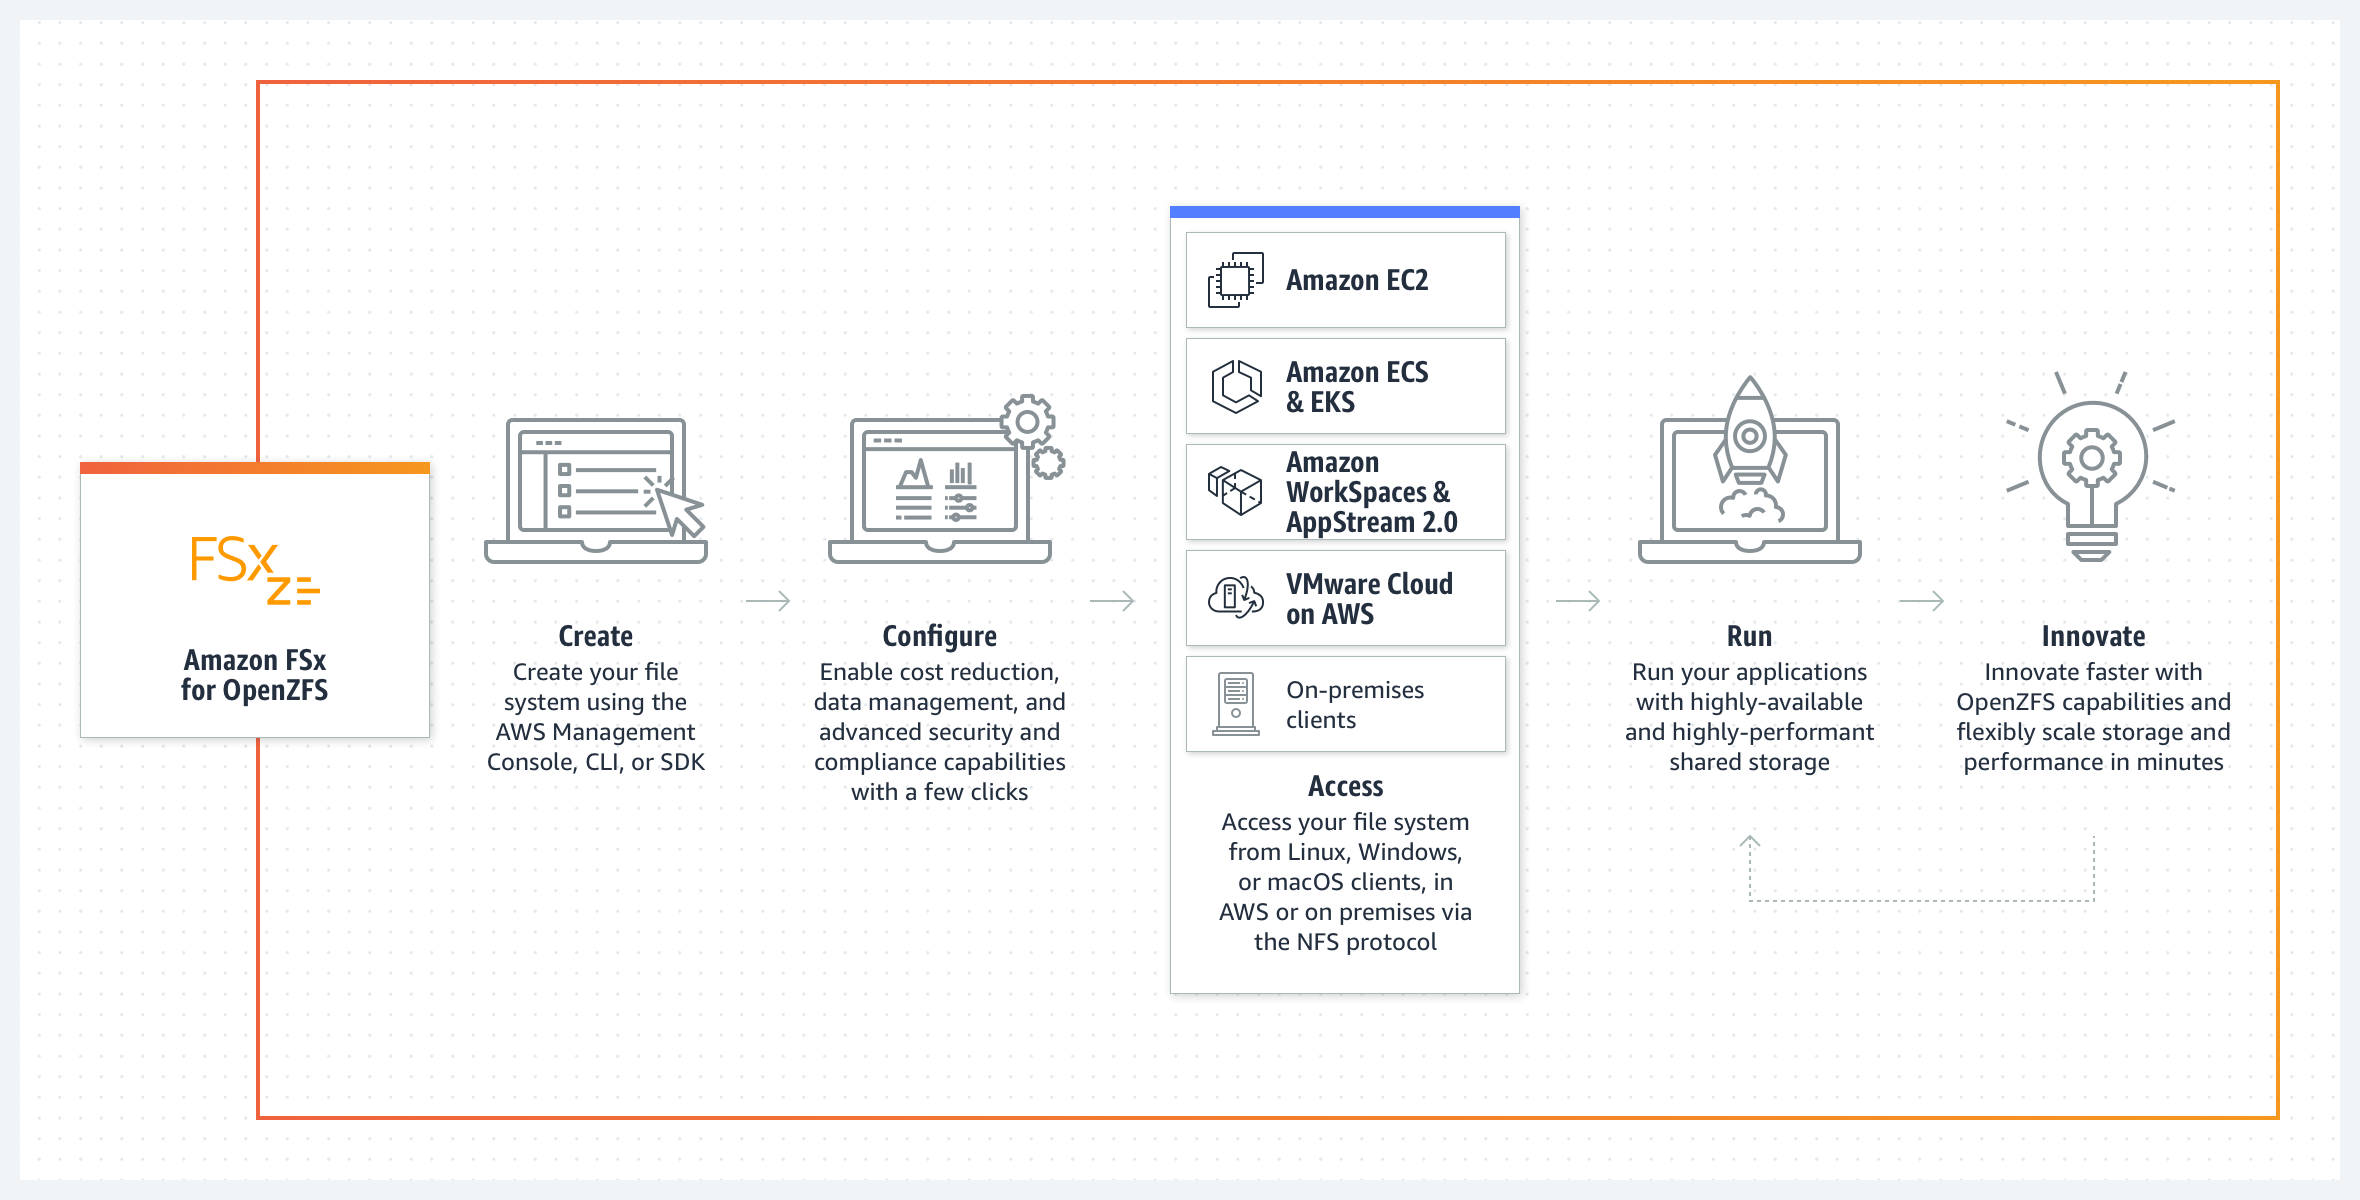 FSx
Z
Amazon FSx
for OpenZFS
Create
Create your file
system using the
AWS Management
Console, CLI, or SDK
Configure
Enable cost reduction,
data management, and
advanced security and
compliance capabilities
with a few clicks
Amazon EC2
Amazon ECS
& EKS
Amazon
WorkSpaces &
AppStream 2.0
VMware Cloud
on AWS
On-premises
clients
Access
Access your file system
from Linux, Windows,
or macOS clients, in
AWS or on premises via
the NFS protocol
Run
Run your applications
with highly-available
and highly-performant
shared storage
Innovate
Innovate faster with
OpenZFS capabilities and
flexibly scale storage and
performance in minutes